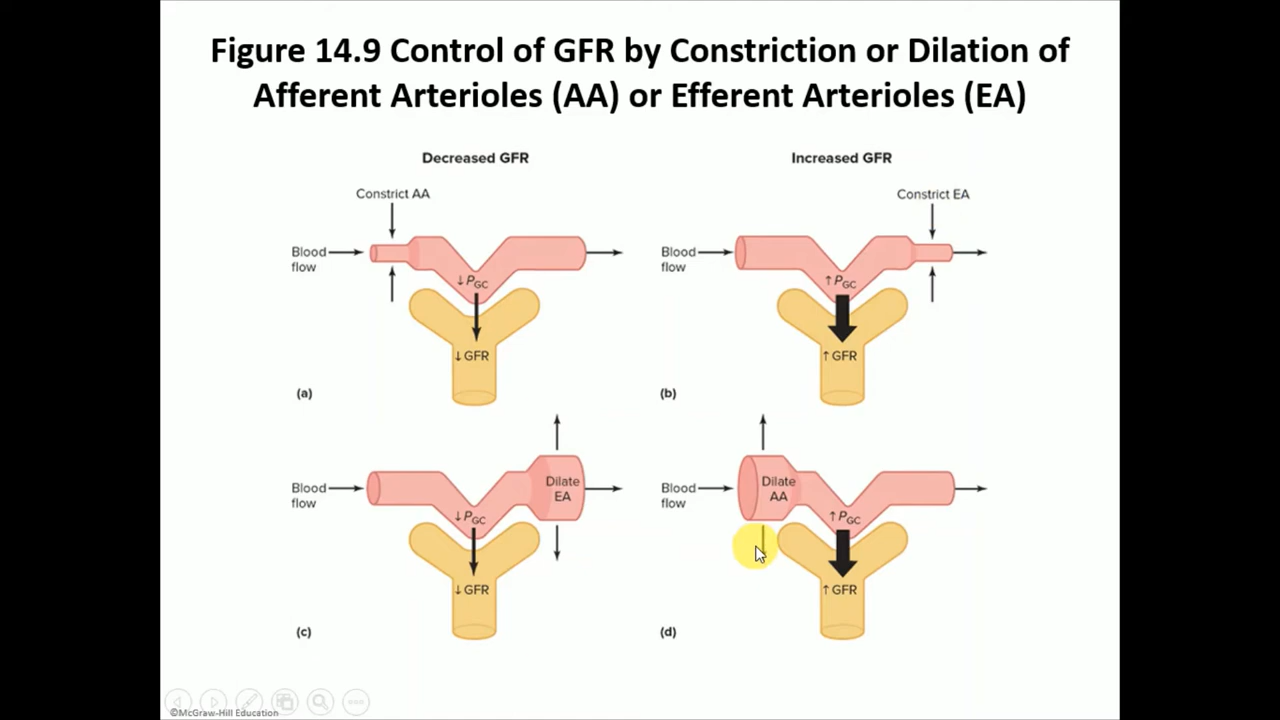 Figure 14.9 Control of GFR by Constriction or Dilation of
Afferent Arterioles (AA) or Efferent Arterioles (EA)
Decreased GFR
Constrict AA
Blood
flow
↓PGC
↓GFR
(a)
Increased GFR
Constrict EA
Blood
flow
↑PGC
↑GFR
(b)
Blood
flow
Dilate
EA
↓PGC
↓GFR
(c)
Blood
flow
Dilate
AA
↑PGC
↑GFR
(d)
©McGraw-Hill Education